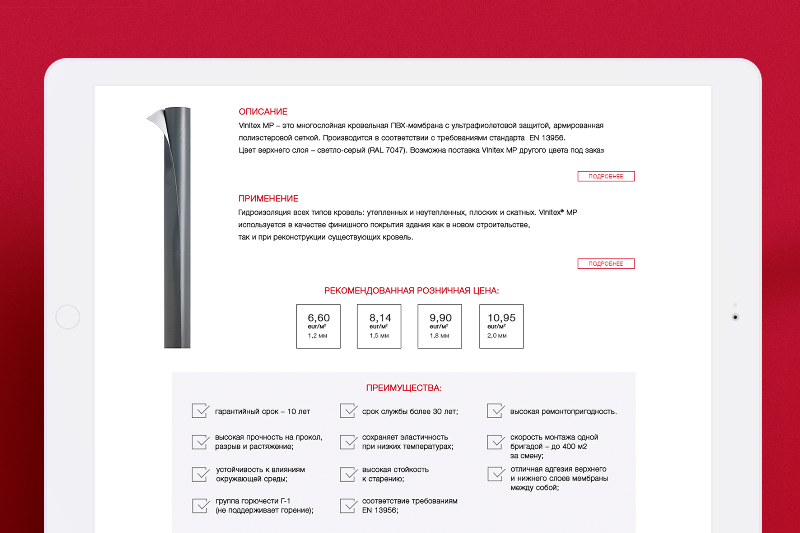 ОПИСАНИЕ
Vinitex MP – это многослойная кровельная ПВХ-мембрана с ультрафиолетовой защитой, армированная
полиэстеровой сеткой. Производится в соответствии с требованиями стандарта EN 13956.
Цвет верхнего слоя – светло-серый (RAL 7047). Возможна поставка Vinitex MP другого цвета под заказ
ПОДРОБНЕЕ
ПРИМЕНЕНИЕ
Гидроизоляция всех типов кровель: утепленных и неутепленных, плоских и скатных. Vinitex® MP
используется в качестве финишного покрытия здания как в новом строительстве,
так и при реконструкции существующих кровель.
ПОДРОБНЕЕ
РЕКОМЕНДОВАННАЯ РОЗНИЧНАЯ ЦЕНА:
6,60
eur/м²
1,2 мм
8,14
eur/м²
1,5 мм
9,90
eur/м²
1,8 мм
10,95
eur/м²
2,0 мм
ПРЕИМУЩЕСТВА:
гарантийный срок – 10 лет
высокая прочность на прокол,
разрыв и растяжение;
устойчивость к влияниям
окружающей среды;
группа горючести Г-1
(не поддерживает горение);
срок службы более 30 лет;
сохраняет эластичность
при низких температурах;
высокая стойкость
к старению;
соответствие требованиям
EN 13956;
высокая ремонтопригодность.
скорость монтажа одной
бригадой – до 400 м2
за смену;
отличная адгезия верхнего
и нижнего слоев мембраны
между собой;